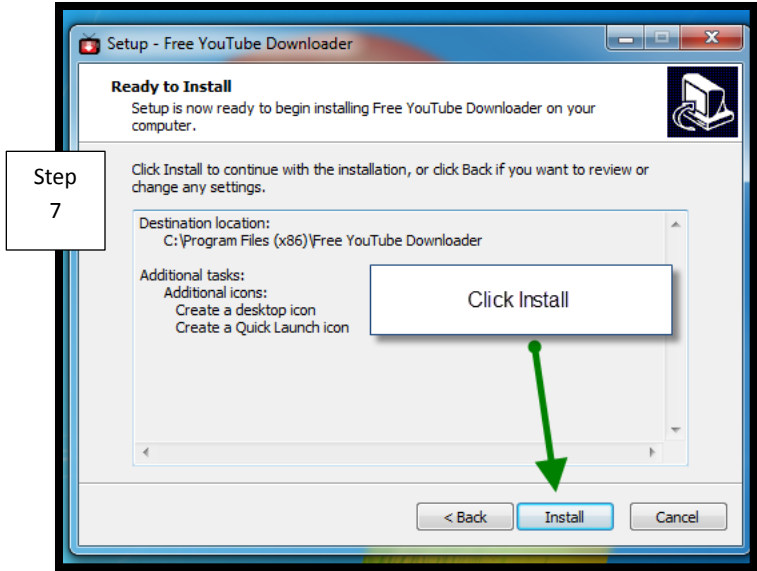 Setup - Free YouTube Downloader
Ready to Install
Setup is now ready to begin installing Free YouTube Downloader on your
computer.
Step
7
Click Install to continue with the installation, or click Back if you want to review or
change any settings.
Destination location:
C:\Program Files (x86)\Free YouTube Downloader
Additional tasks:
Additional icons:
Create a desktop icon
Create a Quick Launch icon
Click Install
< Back
Install
Cancel